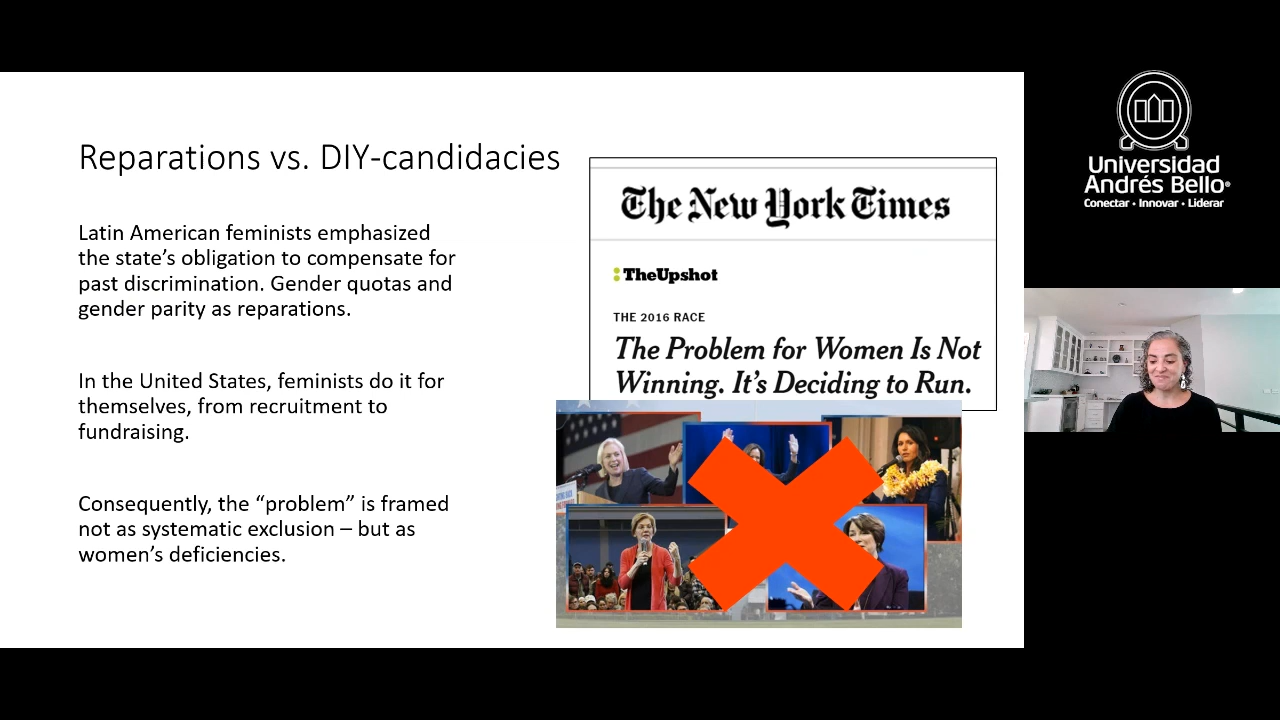 Reparations vs. DIY-candidacies
Latin American feminists emphasized
the state’s obligation to compensate for
past discrimination. Gender quotas and
gender parity as reparations.
In the United States, feminists do it for
themselves, from recruitment to
fundraising.
Consequently, the “problem” is framed
not as systematic exclusion – but as
women’s deficiencies.
The New York Times
TheUpshot
THE 2016 RACE
The Problem for Women Is Not
Winning. It’s Deciding to Run.
Universidad
Andrés Bello®
Conectar • Innovar • Liderar